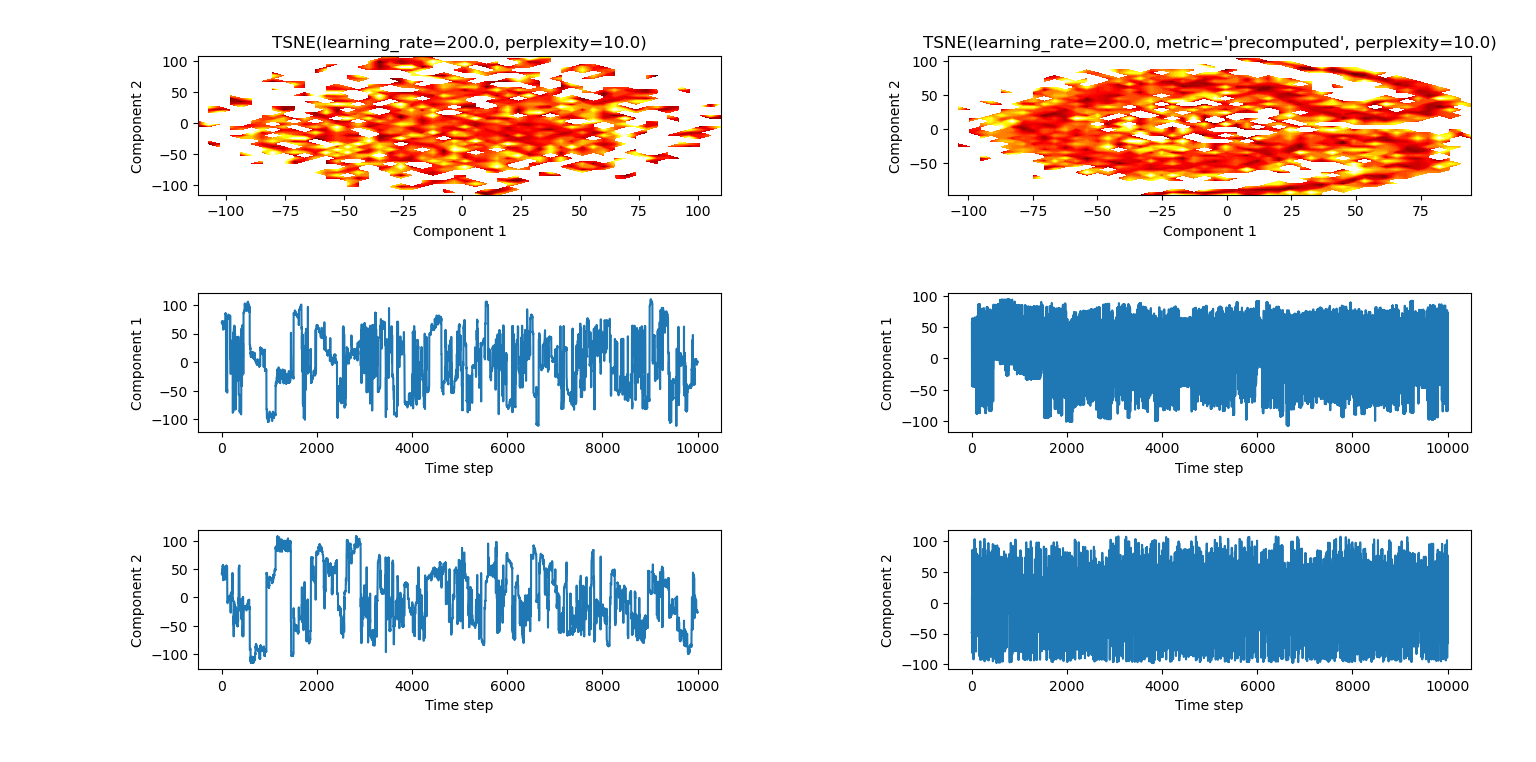 TSNE(learning_rate=200.0, perplexity=10.0)
100
50
0
−50
−100
Component 2
−100 −75 −50 −25 0 25 50 75 100
Component 1
TSNE(learning_rate=200.0, metric='precomputed', perplexity=10.0)
100
50
0
−50
Component 2
−100 −75 −50 −25 0 25 50 75
Component 1
100
50
0
−50
−100
Component 1
0 2000 4000 6000 8000 10000
Time step
100
50
0
−50
−100
Component 1
0 2000 4000 6000 8000 10000
Time step
100
50
0
−50
−100
Component 2
0 2000 4000 6000 8000 10000
Time step
100
50
0
−50
−100
Component 2
0 2000 4000 6000 8000 10000
Time step